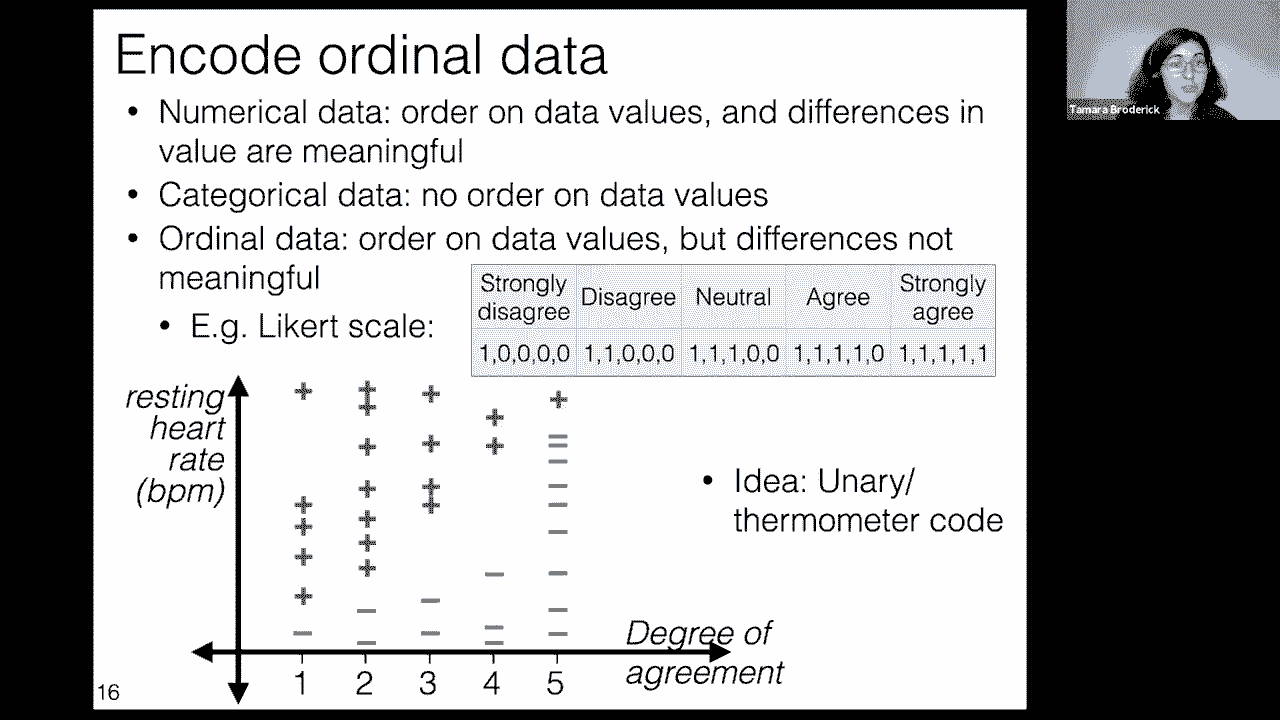 Encode ordinal data
• Numerical data: order on data values, and differences in
value are meaningful
• Categorical data: no order on data values
• Ordinal data: order on data values, but differences not
meaningful
• E.g. Likert scale:
Strongly disagree Disagree Neutral Agree Strongly agree
1,0,0,0,0 1,1,0,0,0 1,1,1,0,0 1,1,1,1,0 1,1,1,1,1
resting
heart
rate
(bpm)
• Idea: Unary/
thermometer code
Degree of
agreement
1 2 3 4 5
16
Tamara Broderick